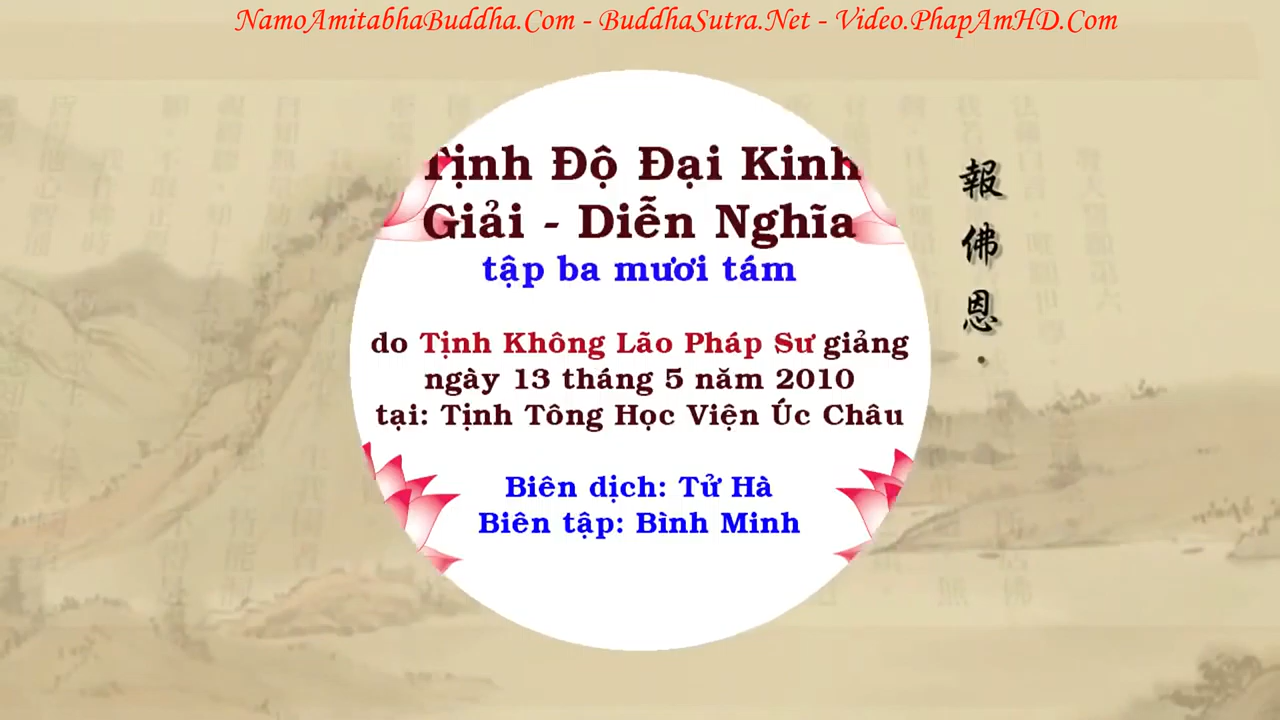 NamoAmitabhaBuddha.Com - BuddhaSutra.Net - Video.PhapAmHD.Com
Tịnh Độ Đại Kinh
Giải - Diễn Nghĩa
tập ba mươi tám
do Tịnh Không Lão Pháp Sư giảng
ngày 13 tháng 5 năm 2010
tại: Tịnh Tông Học Viện Úc Châu
Biên dịch: Tử Hà
Biên tập: Bình Minh
報佛恩·